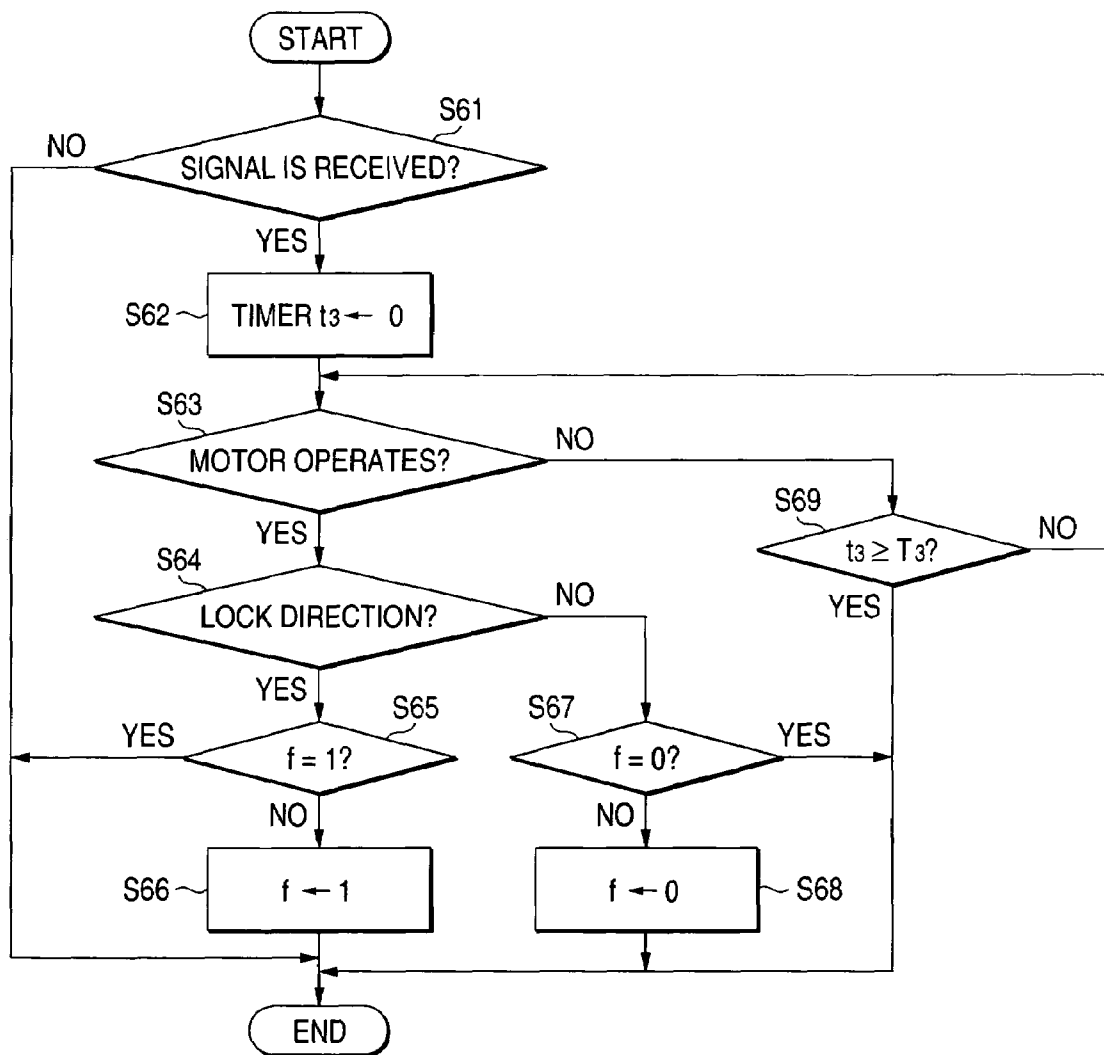 START
S61
NO
SIGNAL IS RECEIVED?
YES
S62
TIMER t3 ← 0
S63
NO
MOTOR OPERATES?
S69
NO
YES
t3 ≥ T3?
S64
NO
YES
LOCK DIRECTION?
YES
S65
S67
YES
YES
f = 1?
f = 0?
NO
NO
S66
f ← 1
f ← 0
S68
END